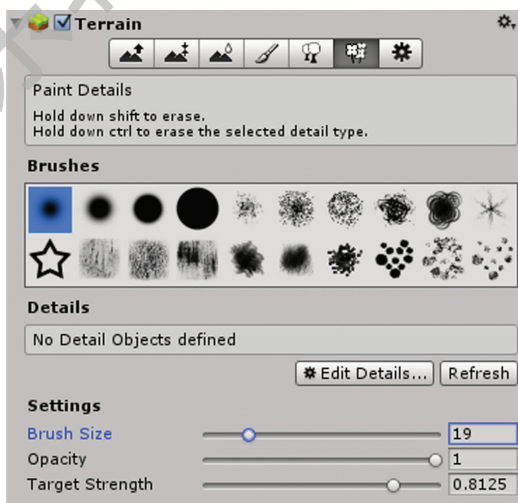 Terrain
Paint Details
Hold down shift to erase.
Hold down ctrl to erase the selected detail type.
Brushes
Details
No Detail Objects defined
Edit Details... Refresh
Settings
Brush Size 19
Opacity 1
Target Strength 0.8125